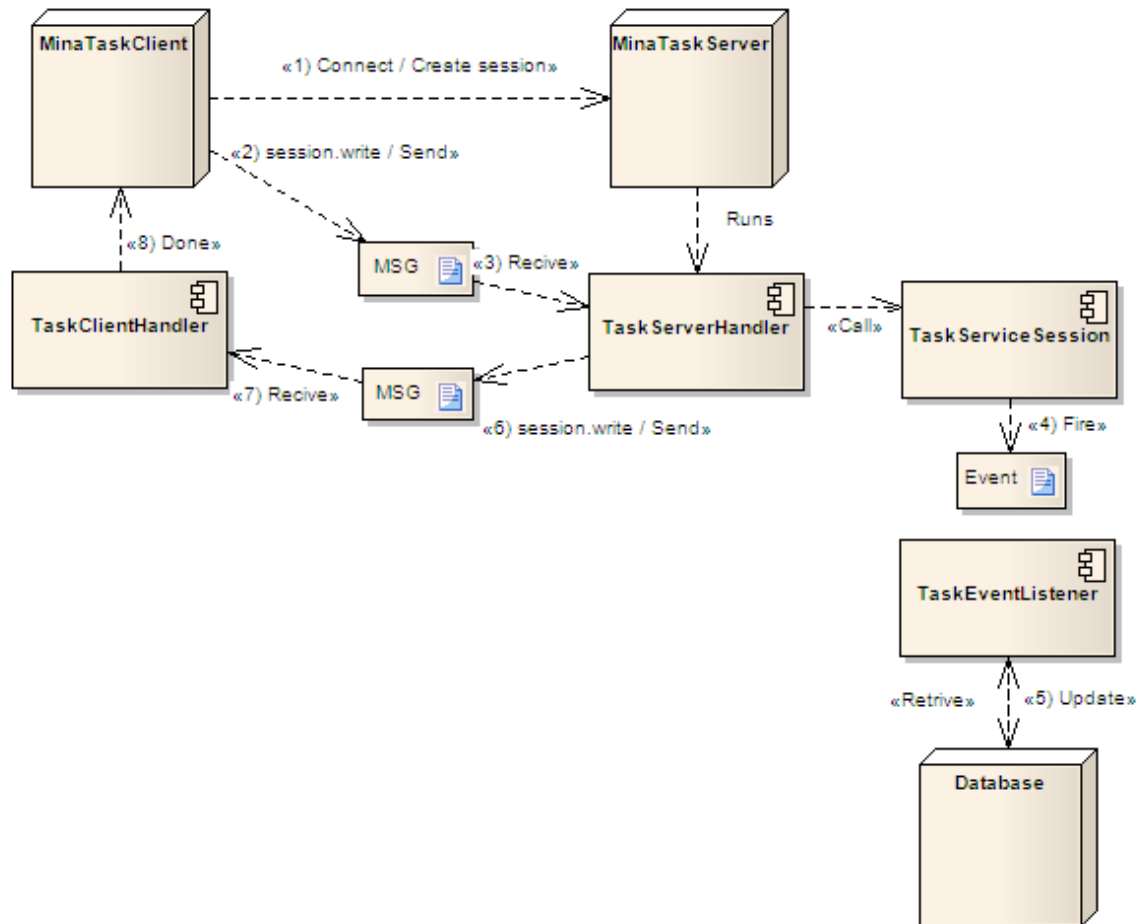 MinaTaskClient
MinaTaskServer
«1) Connect / Create session»
«2) session.write / Send»
Runs
«8) Done»
MSG
«3) Recive»
TaskClientHandler
TaskServerHandler
«Call»
TaskServiceSession
«7) Recive»
MSG
«6) session.write / Send»
«4) Fire»
Event
TaskEventListener
«Retrive»
«5) Update»
Database